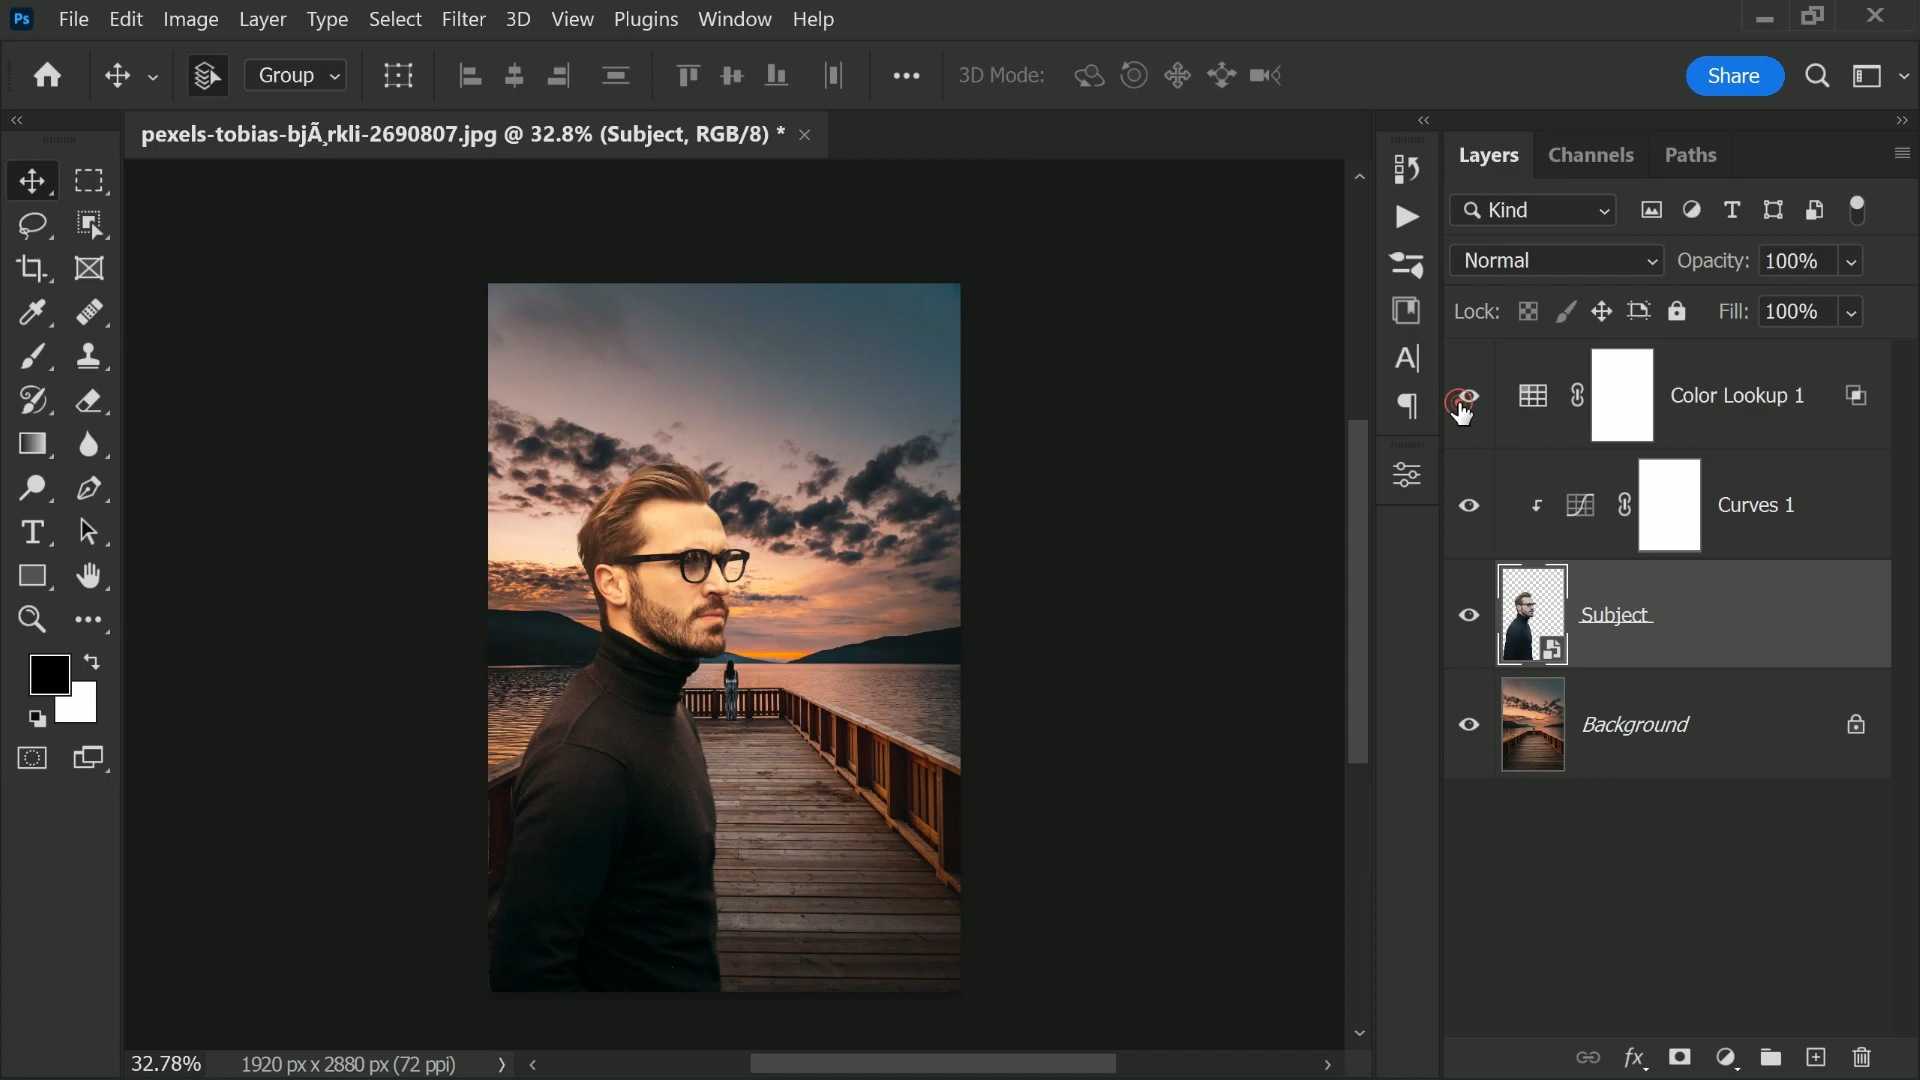 Ps File Edit Image Layer Type Select Filter 3D View Plugins Window Help
Group 3D Mode: Share
pexels-tobias-bjÃ¸rkli-2690807.jpg @ 32.8% (Subject, RGB/8) *
Layers Channels Paths
Kind
Normal Opacity: 100%
Lock: Fill: 100%
Color Lookup 1
Curves 1
Subject
Background
32.78% 1920 px x 2880 px (72 ppi)